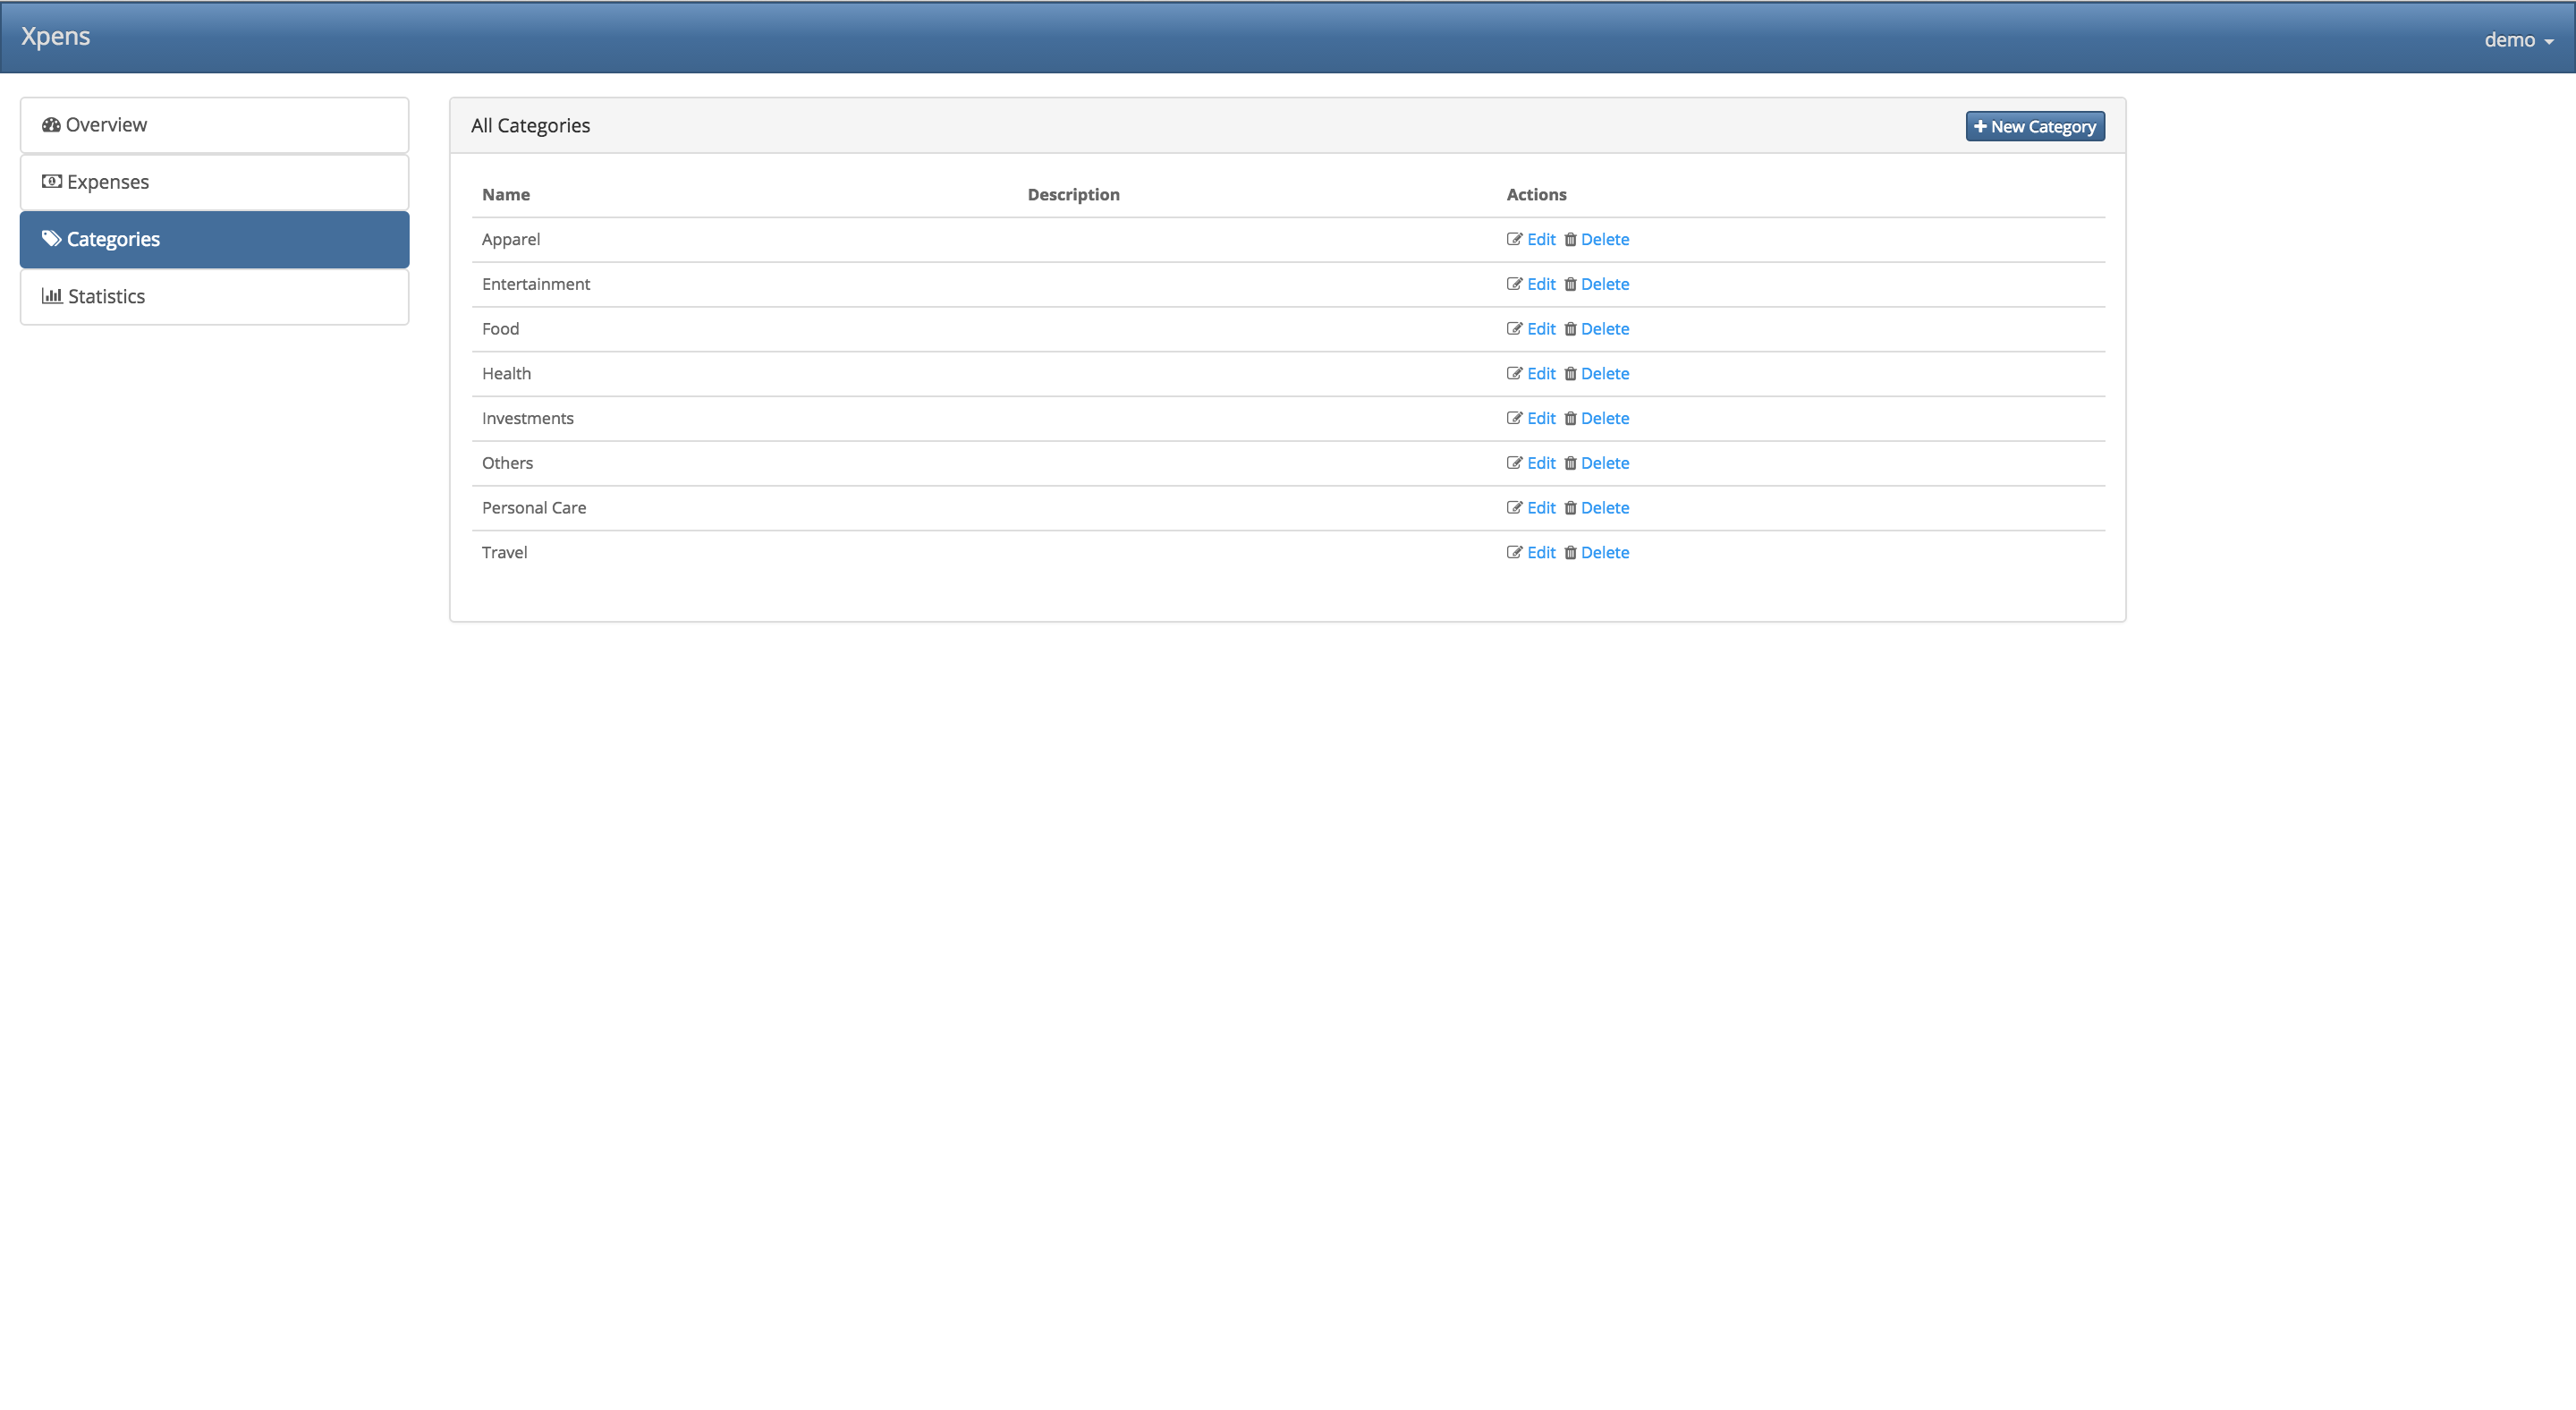 Xpens
demo
Overview
Expenses
Categories
Statistics
All Categories
New Category
Name Description Actions
Apparel Edit Delete
Entertainment Edit Delete
Food Edit Delete
Health Edit Delete
Investments Edit Delete
Others Edit Delete
Personal Care Edit Delete
Travel Edit Delete